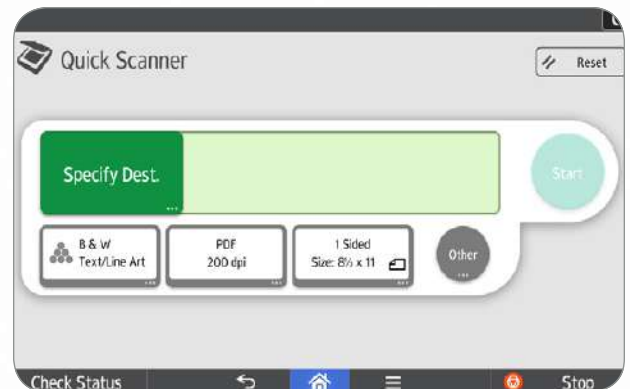 Quick Scanner
Reset
Specify Dest.
Start
B & W
Text/Line Art
PDF
200 dpi
1 Sided
Size: 8½ x 11
Other
Check Status
Stop